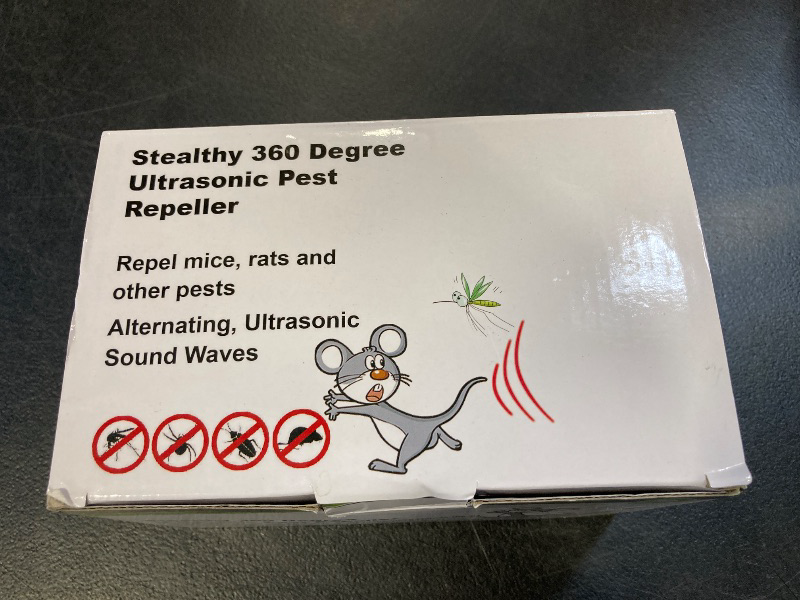 Stealthy 360 Degree
Ultrasonic Pest
Repeller
Repel mice, rats and
other pests
Alternating, Ultrasonic
Sound Waves